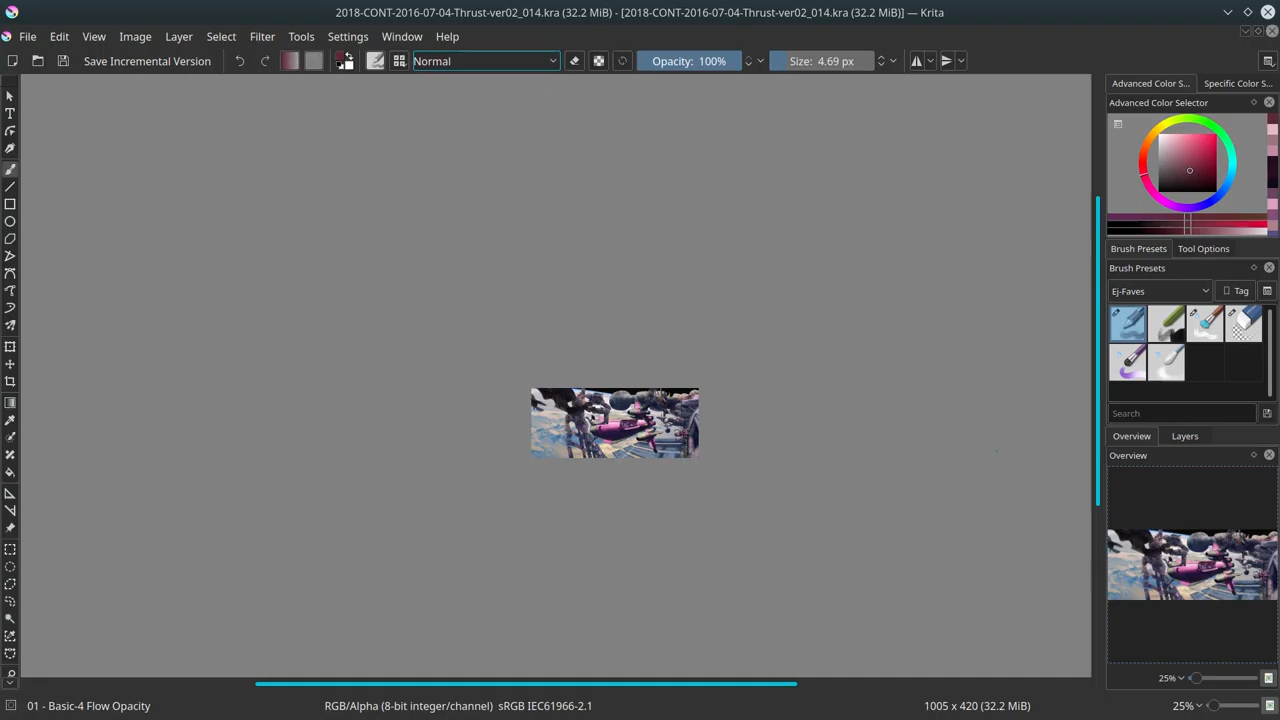 2018-CONT-2016-07-04-Thrust-ver02_014.kra (32.2 MiB) - [2018-CONT-2016-07-04-Thrust-ver02_014.kra (32.2 MiB)] — Krita
File Edit View Image Layer Select Filter Tools Settings Window Help
Save Incremental Version Normal Opacity: 100% Size: 4.69 px
Advanced Color S... Specific Color S...
Advanced Color Selector
Brush Presets Tool Options
Brush Presets
Ej-Faves Tag
Search
Overview Layers
Overview
25%
01 - Basic-4 Flow Opacity RGB/Alpha (8-bit integer/channel) sRGB IEC61966-2.1 1005 x 420 (32.2 MiB) 25%